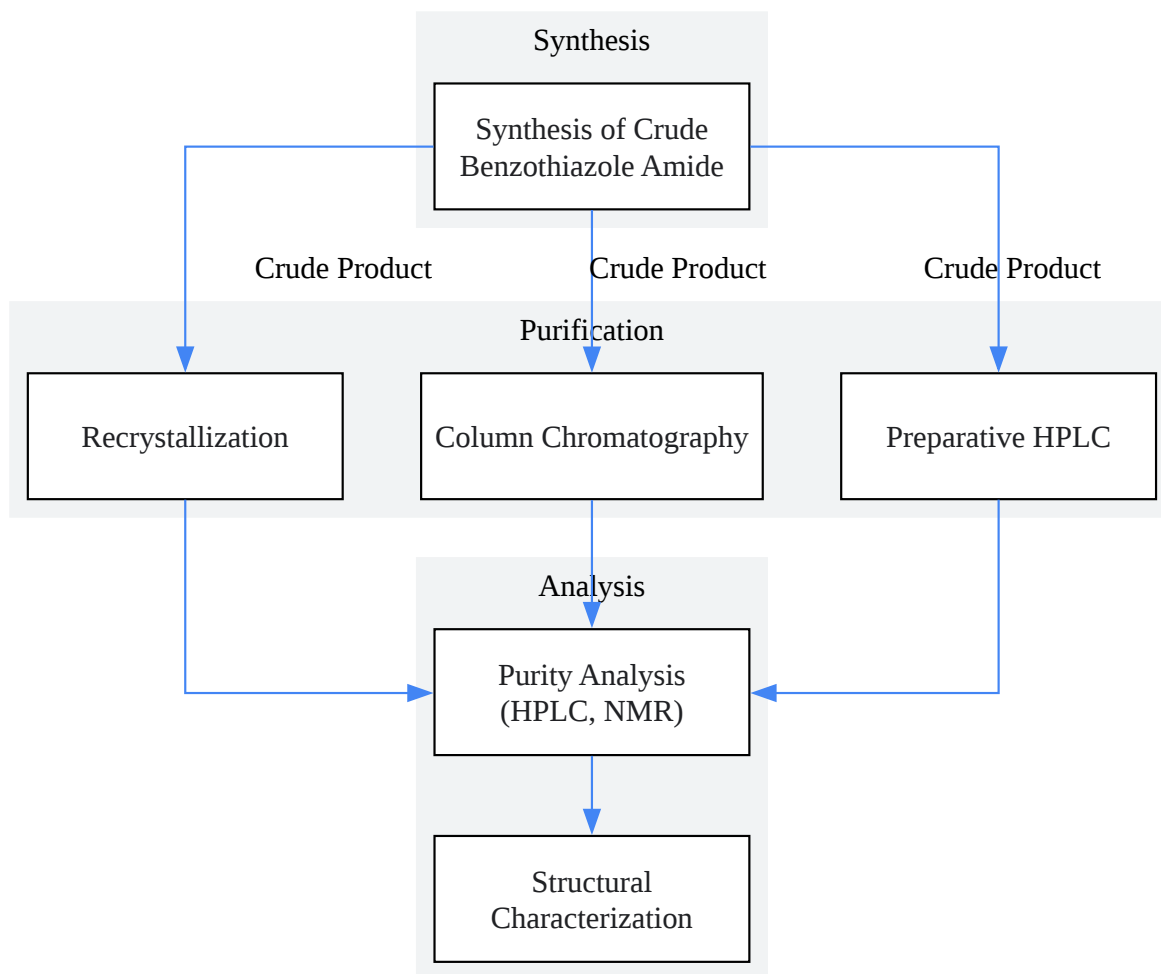 Synthesis
Synthesis of Crude
Benzothiazole Amide
Crude Product
Crude Product
Crude Product
Purification
Recrystallization
Column Chromatography
Preparative HPLC
Analysis
Purity Analysis
(HPLC, NMR)
Structural
Characterization